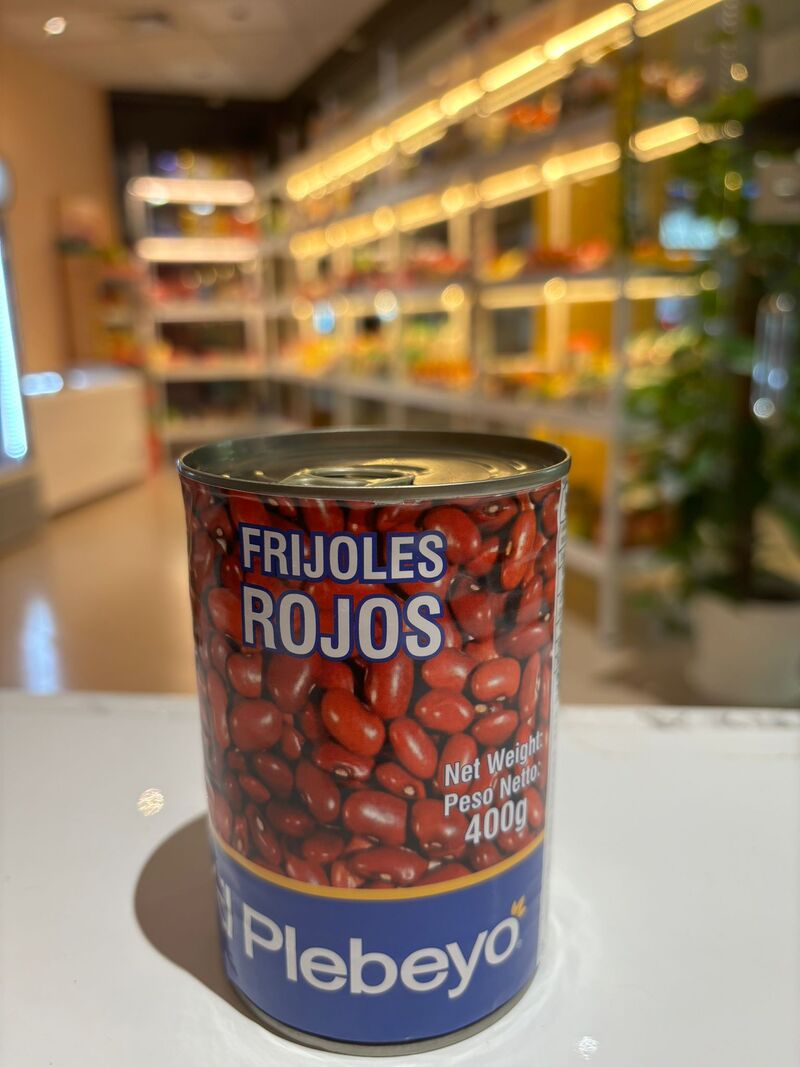 FRIJOLES
ROJOS
Net Weight:
Peso Netto:
400g
Plebeyo